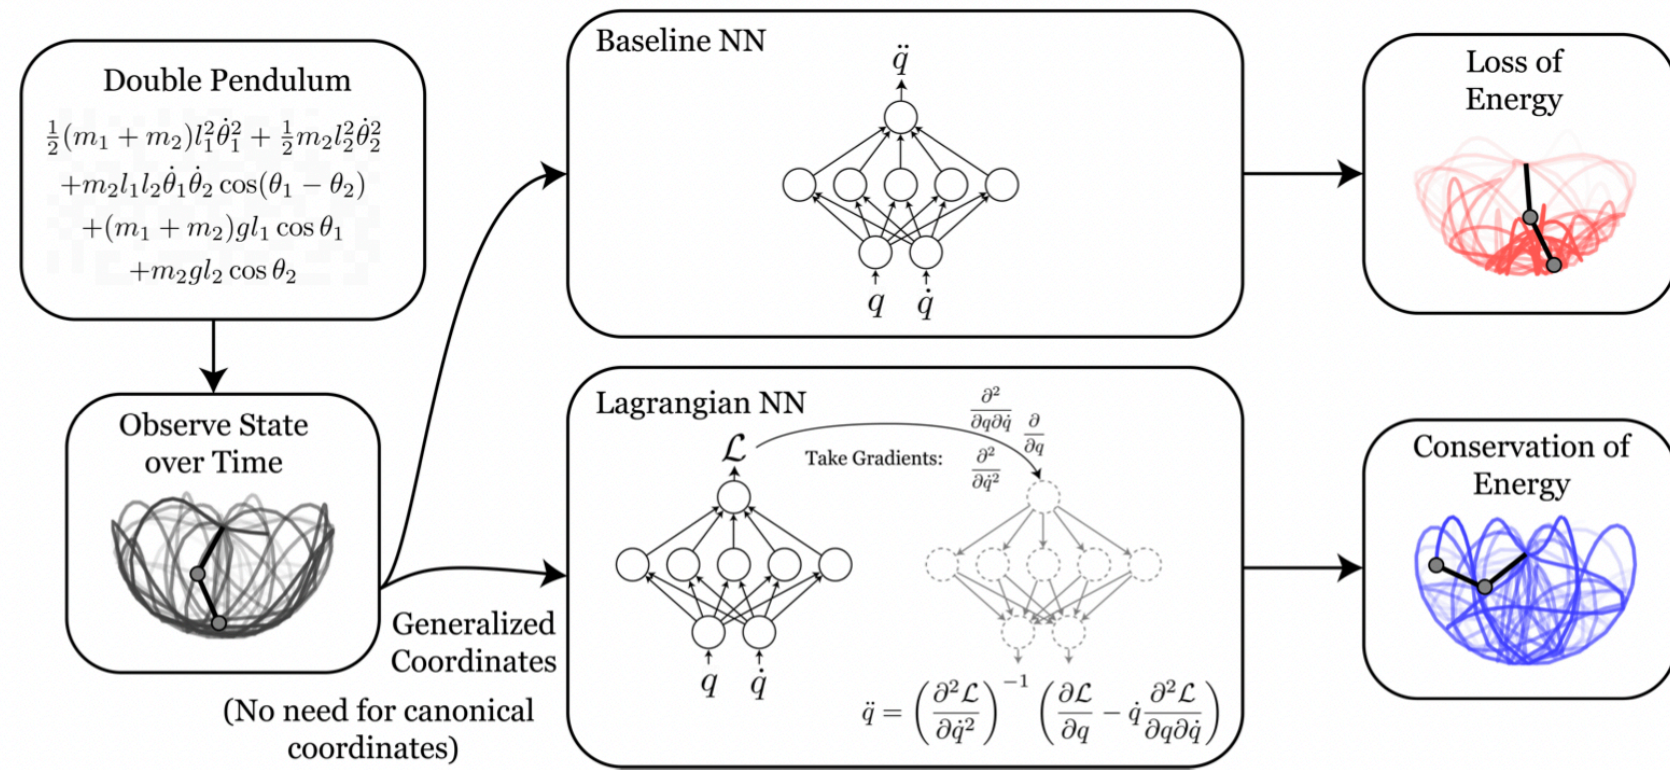 Double Pendulum
½(m₁ + m₂)l₁²θ̇₁² + ½m₂l₂²θ̇₂²
+m₂l₁l₂θ̇₁θ̇₂ cos(θ₁ − θ₂)
+(m₁ + m₂)gl₁ cos θ₁
+m₂gl₂ cos θ₂
Observe State
over Time
Generalized
Coordinates
(No need for canonical
coordinates)
Baseline NN
q̈
q q̇
Lagrangian NN
ℒ
Take Gradients:
∂²/∂q∂q̇ ∂/∂q
∂²/∂q̇²
q q̇
q̈ = (∂²ℒ/∂q̇²)⁻¹ (∂ℒ/∂q − q̇ ∂²ℒ/∂q∂q̇)
Loss of
Energy
Conservation of
Energy